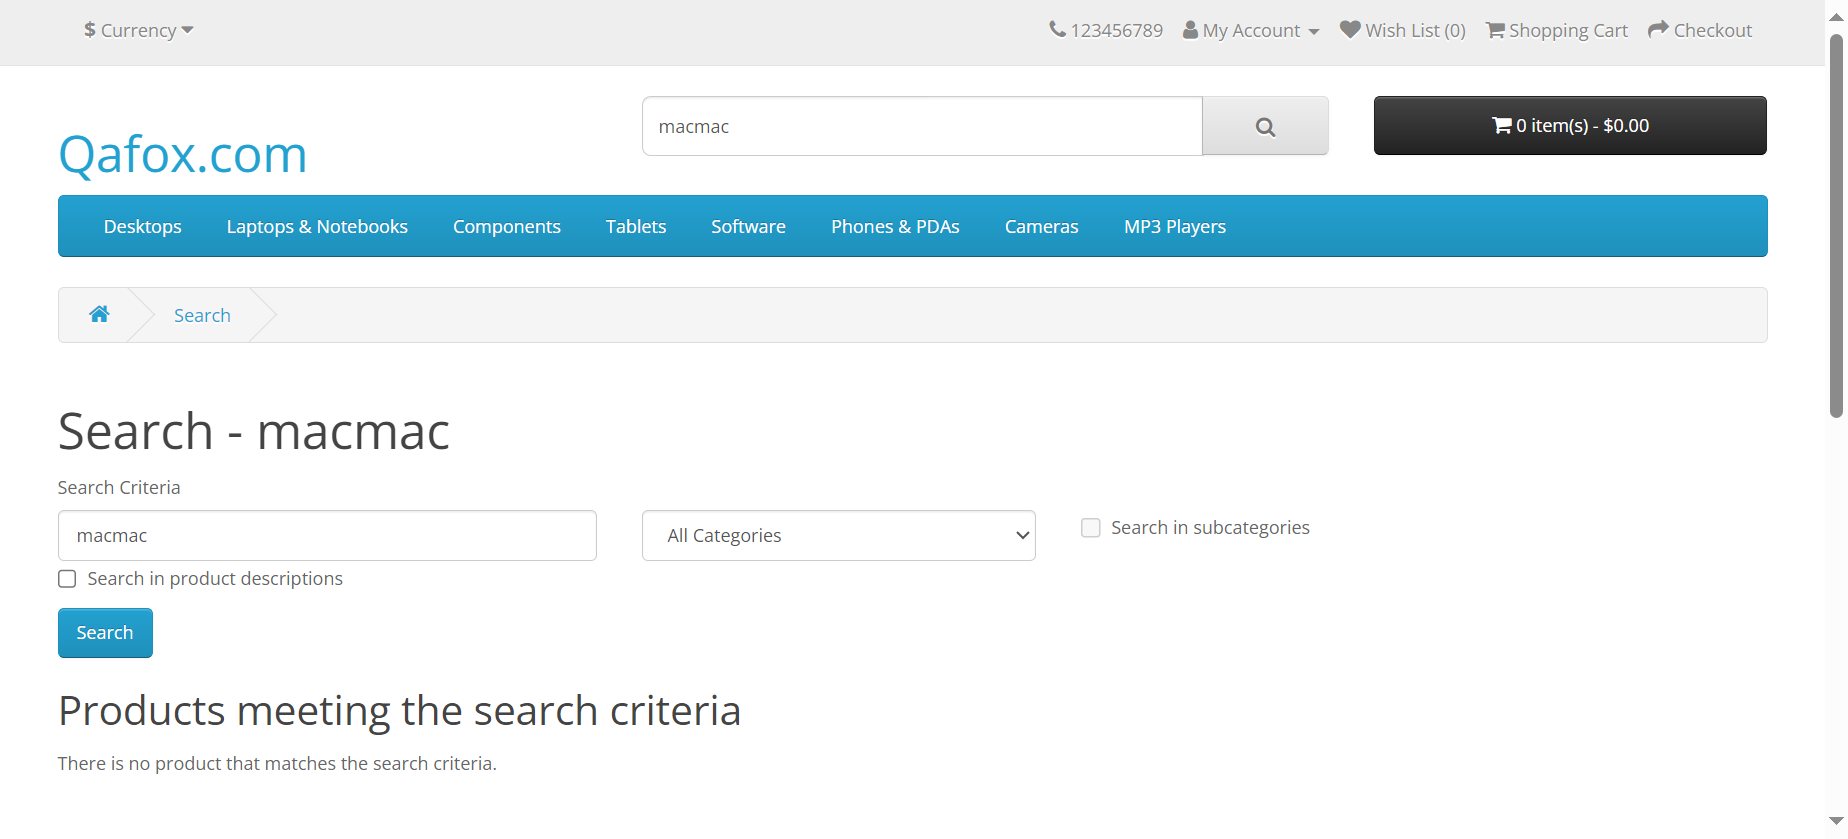 $ Currency
123456789 My Account Wish List (0) Shopping Cart Checkout
Qafox.com
macmac
0 item(s) - $0.00
Desktops Laptops & Notebooks Components Tablets Software Phones & PDAs Cameras MP3 Players
Search
Search - macmac
Search Criteria
macmac
All Categories
Search in subcategories
Search in product descriptions
Search
Products meeting the search criteria
There is no product that matches the search criteria.